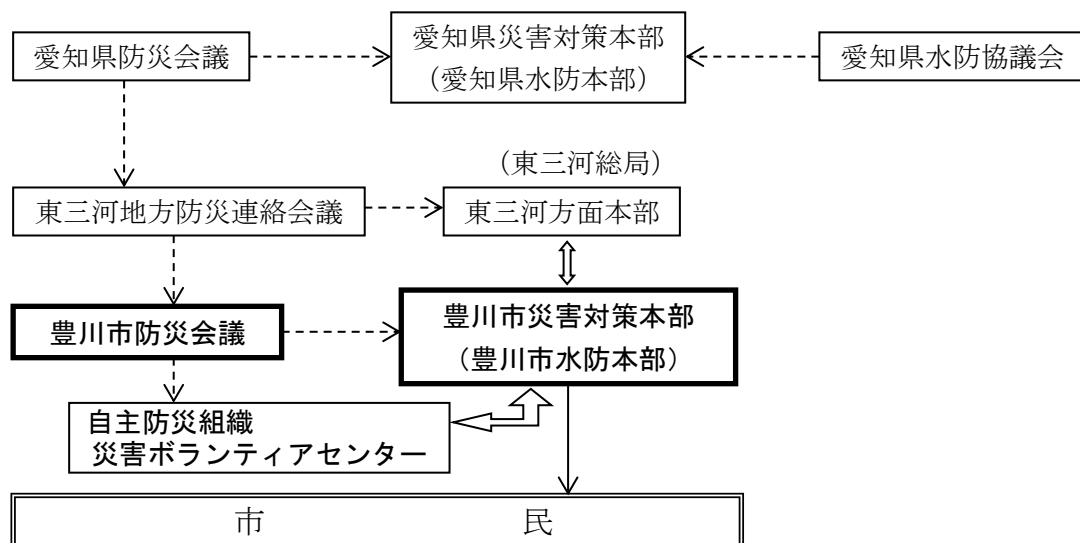 愛知県防災会議
愛知県災害対策本部
（愛知県水防本部）
愛知県水防協議会
（東三河総局）
東三河地方防災連絡会議
東三河方面本部
豊川市防災会議
豊川市災害対策本部
（豊川市水防本部）
自主防災組織
災害ボランティアセンター
市 民